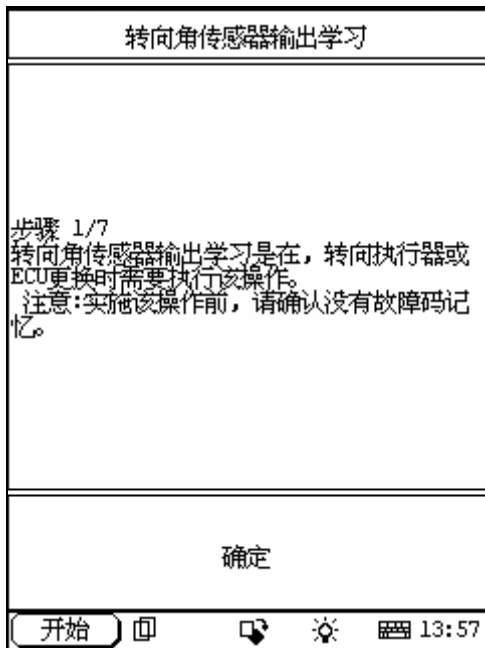 转向角传感器输出学习
步骤 1/7
转向角传感器输出学习是在，转向执行器或
ECU更换时需要执行该操作。
注意:实施该操作前，请确认没有故障码记
忆。
确定
开始 13:57